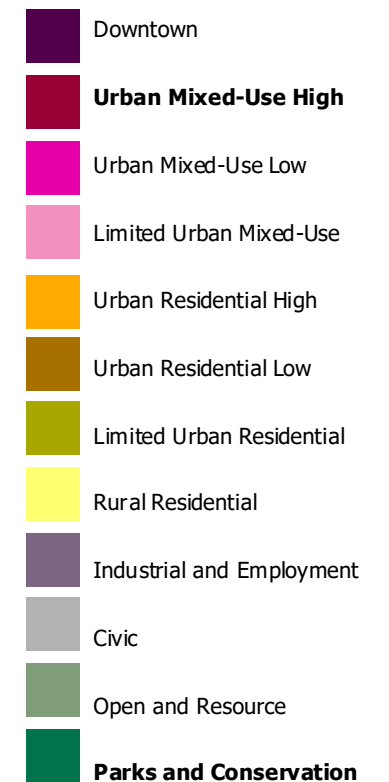 Downtown
Urban Mixed-Use High
Urban Mixed-Use Low
Limited Urban Mixed-Use
Urban Residential High
Urban Residential Low
Limited Urban Residential
Rural Residential
Industrial and Employment
Civic
Open and Resource
Parks and Conservation